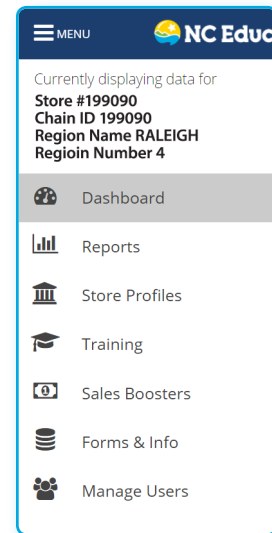 MENU
NC Educ
Currently displaying data for
Store #199090
Chain ID 199090
Region Name RALEIGH
Regioin Number 4
Dashboard
Reports
Store Profiles
Training
Sales Boosters
Forms & Info
Manage Users